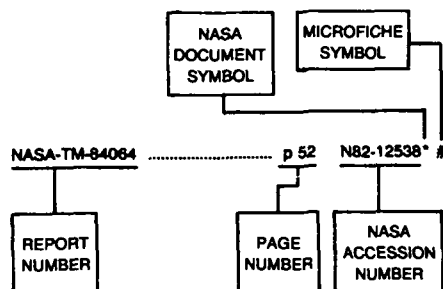 NASA
DOCUMENT
SYMBOL
MICROFICHE
SYMBOL
NASA-TM-84064 .................... p 52 N82-12538* #
REPORT
NUMBER
PAGE
NUMBER
NASA
ACCESSION
NUMBER